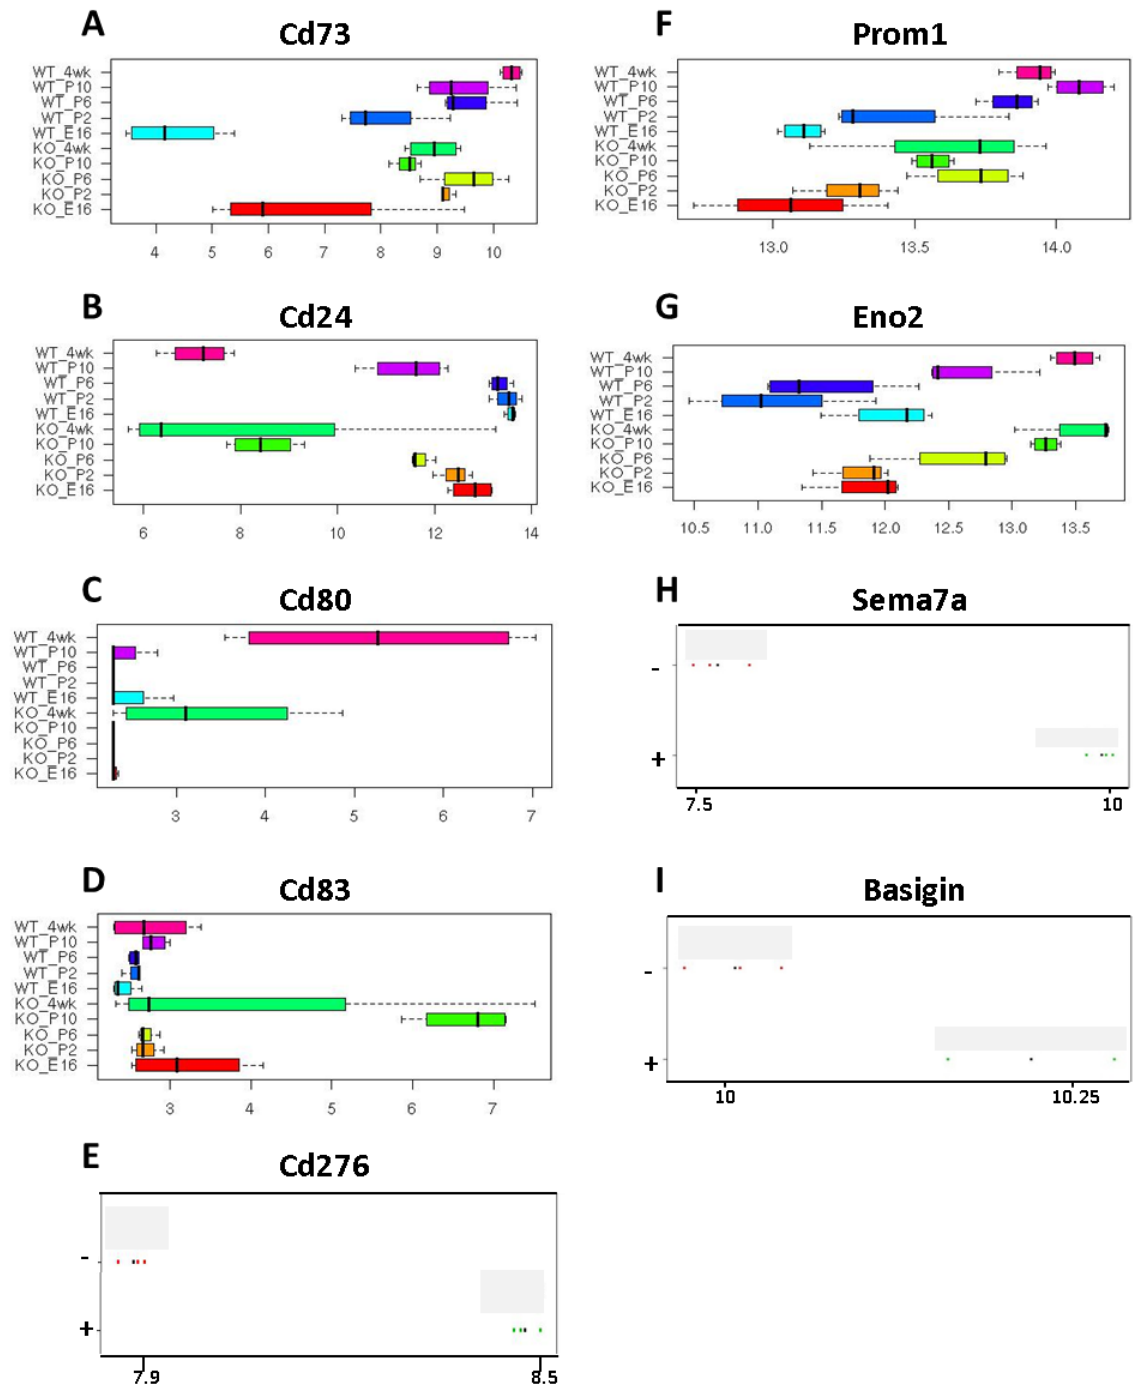 A
Cd73
WT_4wk
WT_P10
WT_P6
WT_P2
WT_E16
KO_4wk
KO_P10
KO_P6
KO_P2
KO_E16
4 5 6 7 8 9 10
B
Cd24
WT_4wk
WT_P10
WT_P6
WT_P2
WT_E16
KO_4wk
KO_P10
KO_P6
KO_P2
KO_E16
6 8 10 12 14
C
Cd80
WT_4wk
WT_P10
WT_P6
WT_P2
WT_E16
KO_4wk
KO_P10
KO_P6
KO_P2
KO_E16
3 4 5 6 7
D
Cd83
WT_4wk
WT_P10
WT_P6
WT_P2
WT_E16
KO_4wk
KO_P10
KO_P6
KO_P2
KO_E16
3 4 5 6 7
E
Cd276
-
+
7.9 8.5
F
Prom1
WT_4wk
WT_P10
WT_P6
WT_P2
WT_E16
KO_4wk
KO_P10
KO_P6
KO_P2
KO_E16
13.0 13.5 14.0
G
Eno2
WT_4wk
WT_P10
WT_P6
WT_P2
WT_E16
KO_4wk
KO_P10
KO_P6
KO_P2
KO_E16
10.5 11.0 11.5 12.0 12.5 13.0 13.5
H
Sema7a
-
+
7.5 10
I
Basigin
-
+
10 10.25